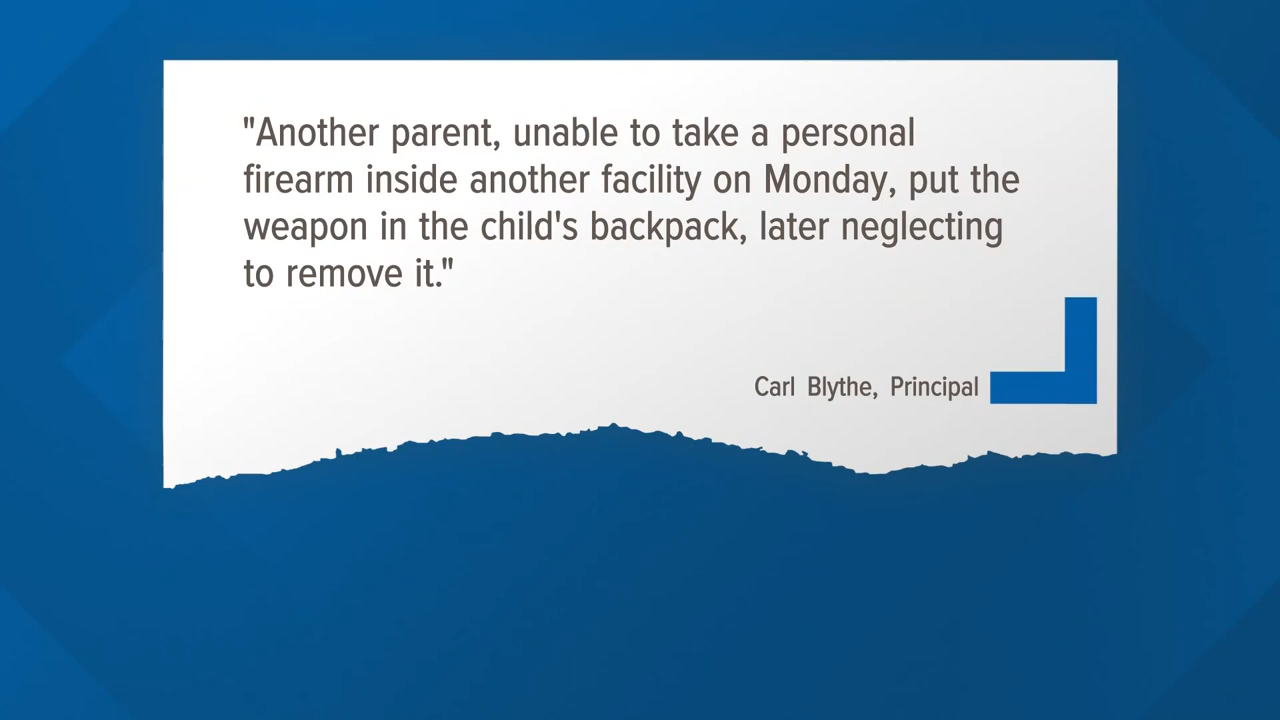 "Another parent, unable to take a personal
firearm inside another facility on Monday, put the
weapon in the child's backpack, later neglecting
to remove it."
Carl Blythe, Principal